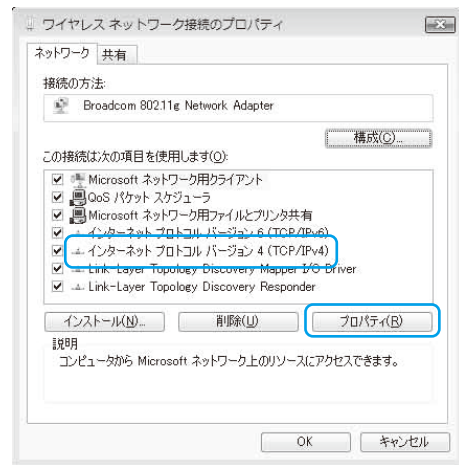 ワイヤレス ネットワーク接続のプロパティ
ネットワーク 共有
接続の方法:
Broadcom 802.11g Network Adapter
構成(C)...
この接続は次の項目を使用します(O):
Microsoft ネットワーク用クライアント
QoS パケット スケジューラ
Microsoft ネットワーク用ファイルとプリンタ共有
インターネット プロトコル バージョン 6 (TCP/IPv6)
インターネット プロトコル バージョン 4 (TCP/IPv4)
Link-Layer Topology Discovery Mapper I/O Driver
Link-Layer Topology Discovery Responder
インストール(N)... 削除(U) プロパティ(R)
説明
コンピュータから Microsoft ネットワーク上のリソースにアクセスできます。
OK キャンセル